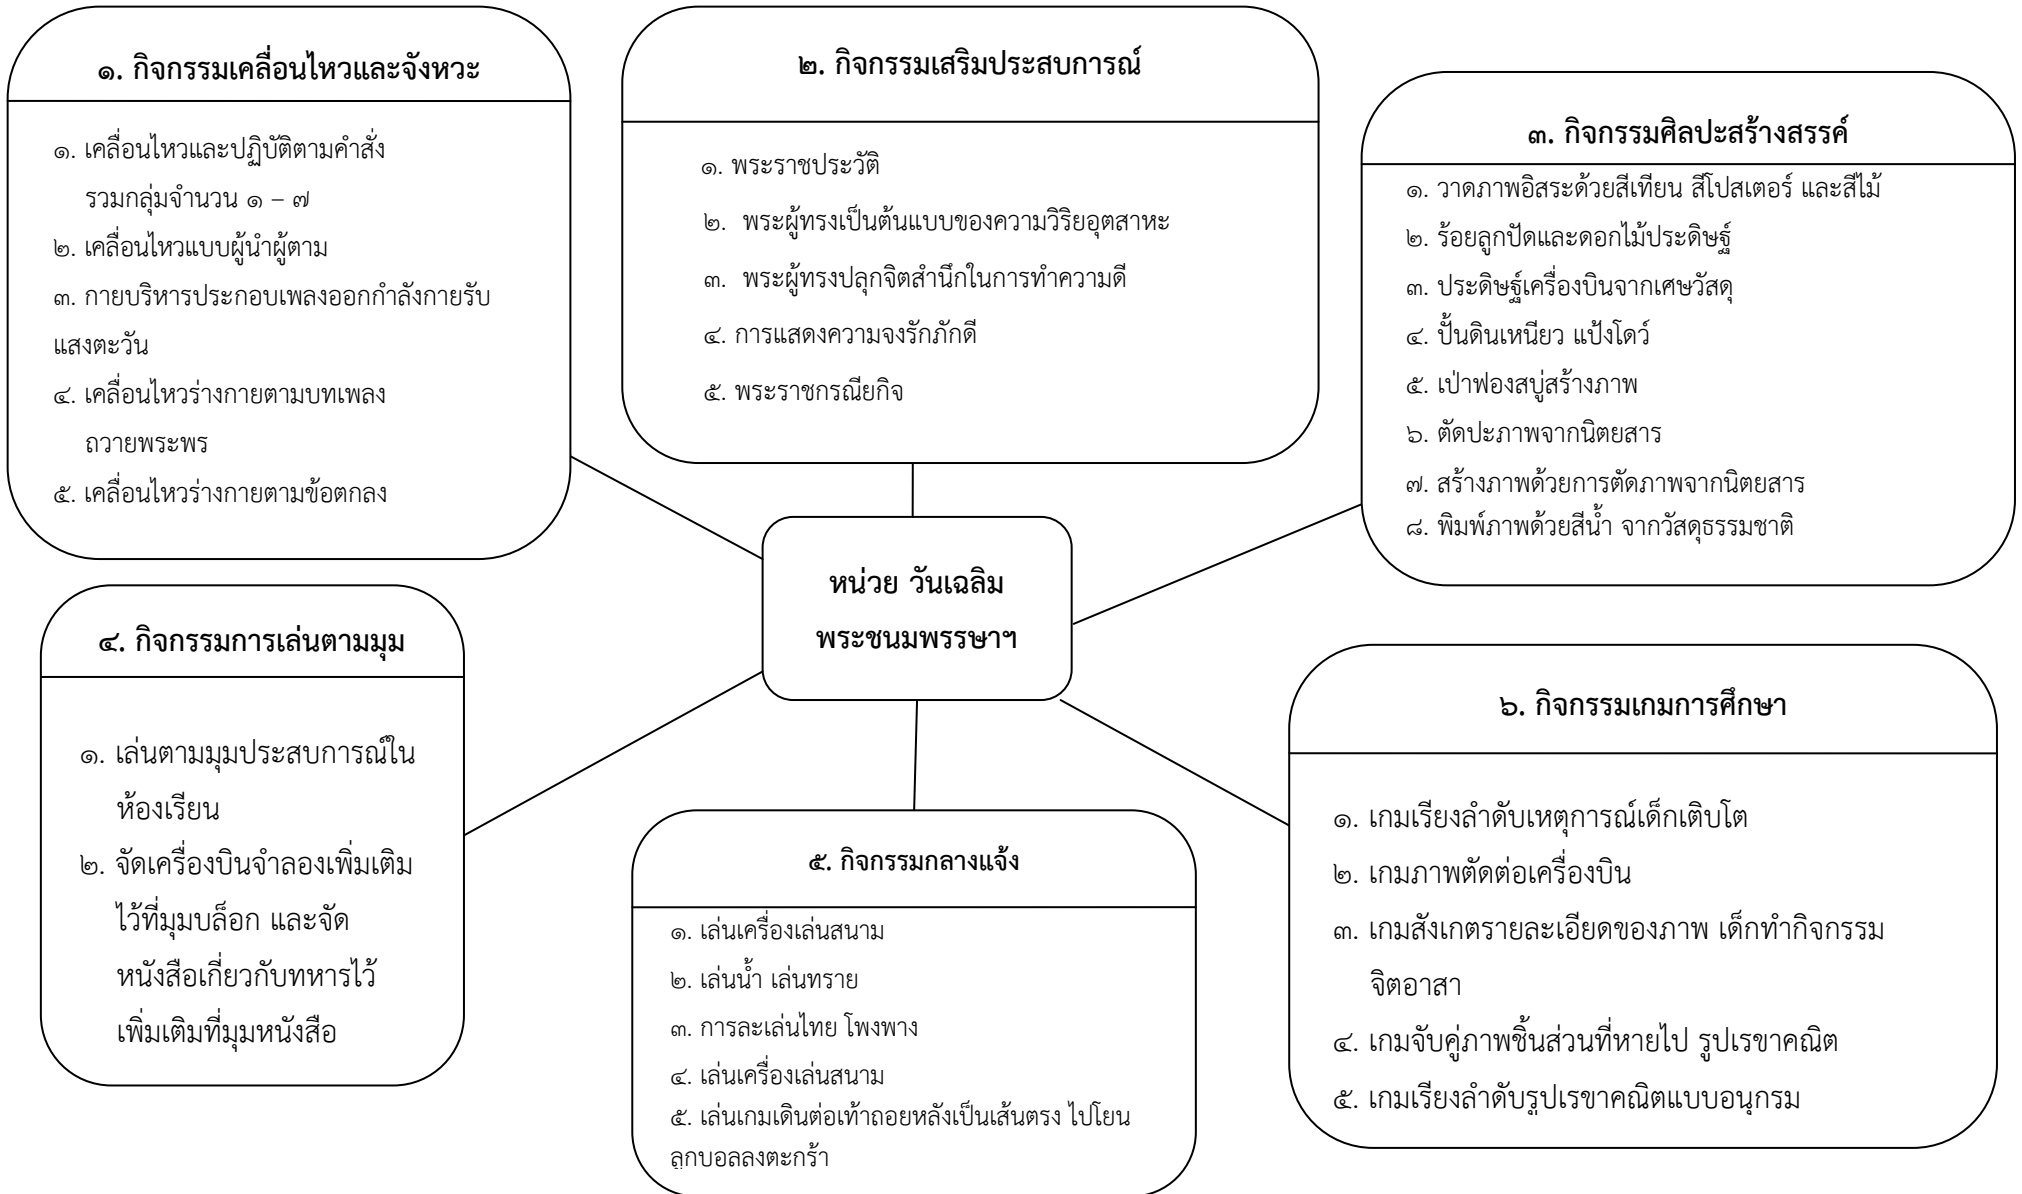 ๑. กิจกรรมเคลื่อนไหวและจังหวะ
๑. เคลื่อนไหวและปฏิบัติตามคำสั่ง
รวมกลุ่มจำนวน ๑ – ๗
๒. เคลื่อนไหวแบบผู้นำผู้ตาม
๓. กายบริหารประกอบเพลงออกกำลังกายรับ
แสงตะวัน
๔. เคลื่อนไหวร่างกายตามบทเพลง
ถวายพระพร
๕. เคลื่อนไหวร่างกายตามข้อตกลง
๒. กิจกรรมเสริมประสบการณ์
๑. พระราชประวัติ
๒. พระผู้ทรงเป็นต้นแบบของความวิริยอุตสาหะ
๓. พระผู้ทรงปลุกจิตสำนึกในการทำความดี
๔. การแสดงความจงรักภักดี
๕. พระราชกรณียกิจ
๓. กิจกรรมศิลปะสร้างสรรค์
๑. วาดภาพอิสระด้วยสีเทียน สีโปสเตอร์ และสีไม้
๒. ร้อยลูกปัดและดอกไม้ประดิษฐ์
๓. ประดิษฐ์เครื่องบินจากเศษวัสดุ
๔. ปั้นดินเหนียว แป้งโดว์
๕. เป่าฟองสบู่สร้างภาพ
๖. ตัดปะภาพจากนิตยสาร
๗. สร้างภาพด้วยการตัดภาพจากนิตยสาร
๘. พิมพ์ภาพด้วยสีน้ำ จากวัสดุธรรมชาติ
หน่วย วันเฉลิม
พระชนมพรรษาฯ
๔. กิจกรรมการเล่นตามมุม
๑. เล่นตามมุมประสบการณ์ใน
ห้องเรียน
๒. จัดเครื่องบินจำลองเพิ่มเติม
ไว้ที่มุมบล็อก และจัด
หนังสือเกี่ยวกับทหารไว้
เพิ่มเติมที่มุมหนังสือ
๕. กิจกรรมกลางแจ้ง
๑. เล่นเครื่องเล่นสนาม
๒. เล่นน้ำ เล่นทราย
๓. การละเล่นไทย โพงพาง
๔. เล่นเครื่องเล่นสนาม
๕. เล่นเกมเดินต่อเท้าถอยหลังเป็นเส้นตรง ไปโยน
ลูกบอลลงตะกร้า
๖. กิจกรรมเกมการศึกษา
๑. เกมเรียงลำดับเหตุการณ์เด็กเติบโต
๒. เกมภาพตัดต่อเครื่องบิน
๓. เกมสังเกตรายละเอียดของภาพ เด็กทำกิจกรรม
จิตอาสา
๔. เกมจับคู่ภาพชิ้นส่วนที่หายไป รูปเรขาคณิต
๕. เกมเรียงลำดับรูปเรขาคณิตแบบอนุกรม